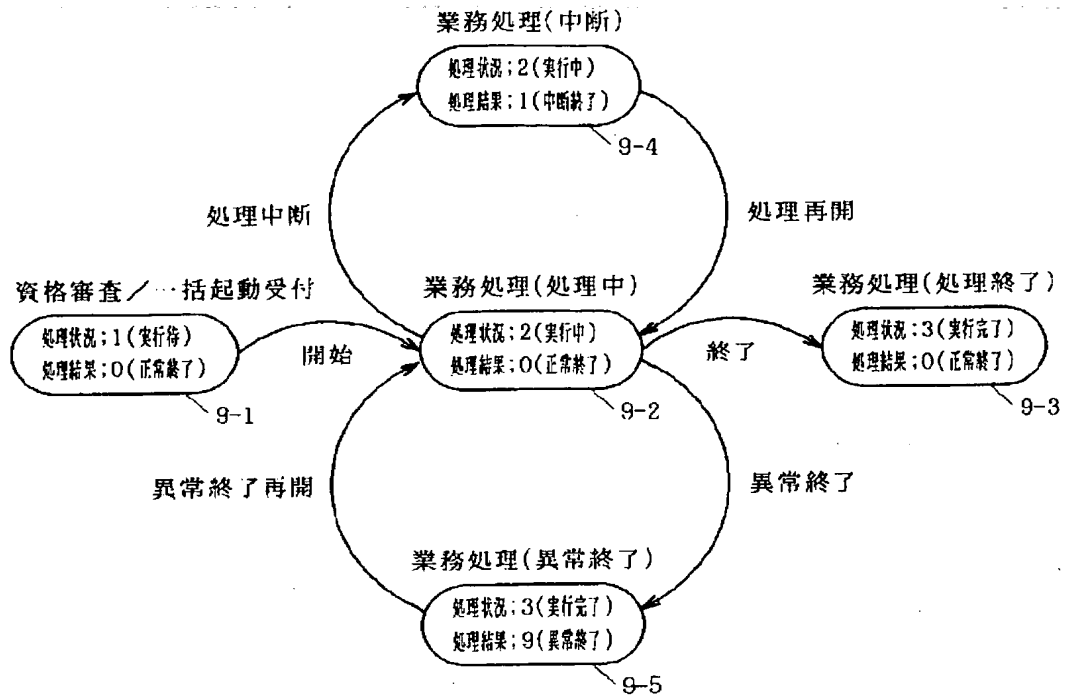 業務処理(中断)
処理状況;2(実行中)
処理結果;1(中断終了)
9-4
処理中断
処理再開
資格審査/一括起動受付
処理状況;1(実行待)
処理結果;0(正常終了)
9-1
開始
業務処理(処理中)
処理状況;2(実行中)
処理結果;0(正常終了)
9-2
終了
業務処理(処理終了)
処理状況;3(実行完了)
処理結果;0(正常終了)
9-3
異常終了再開
異常終了
業務処理(異常終了)
処理状況;3(実行完了)
処理結果;9(異常終了)
9-5